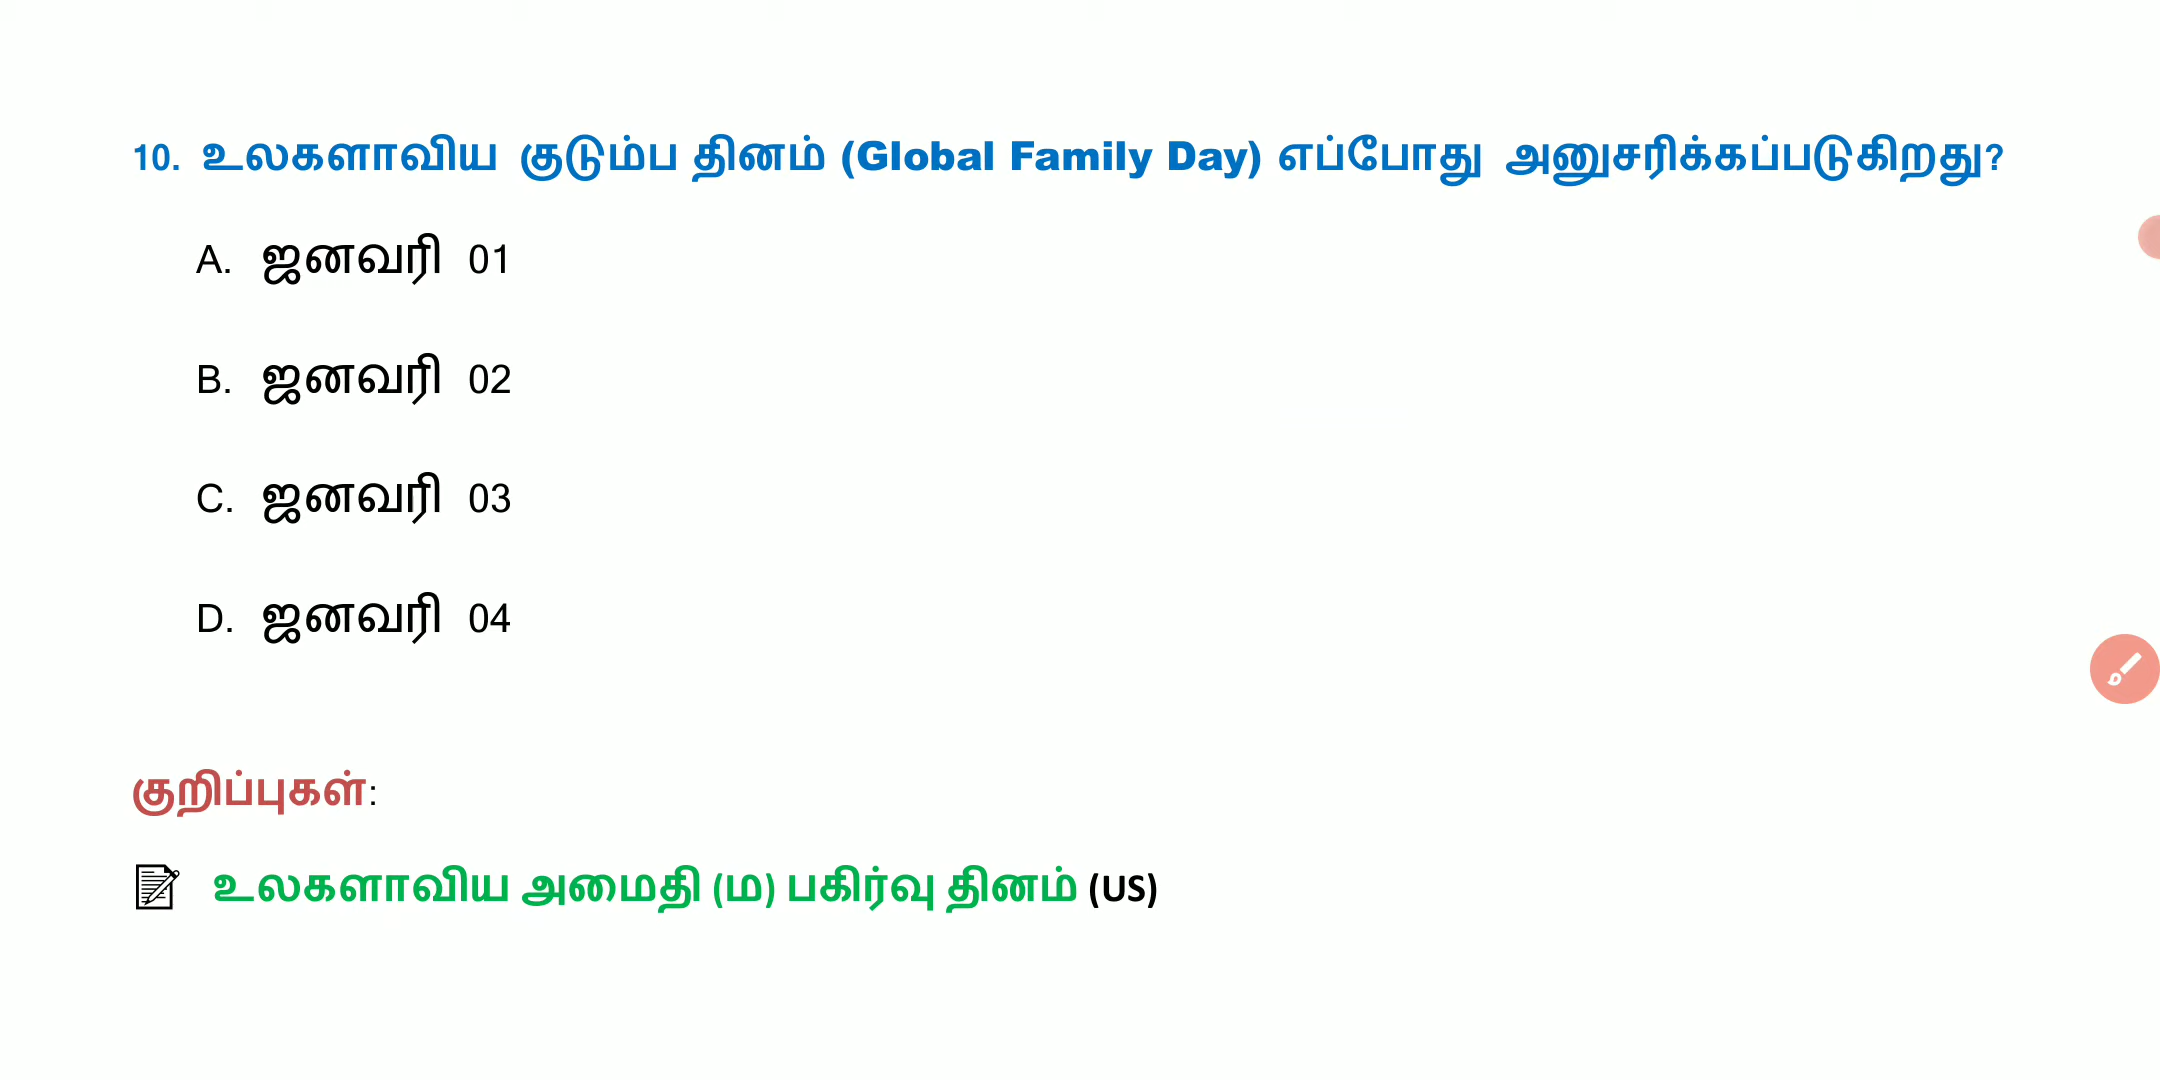 10. உலகளாவிய குடும்ப தினம் (Global Family Day) எப்போது அனுசரிக்கப்படுகிறது?
A. ஜனவரி 01
B. ஜனவரி 02
C. ஜனவரி 03
D. ஜனவரி 04
குறிப்புகள்:
உலகளாவிய அமைதி (ம) பகிர்வு தினம் (US)